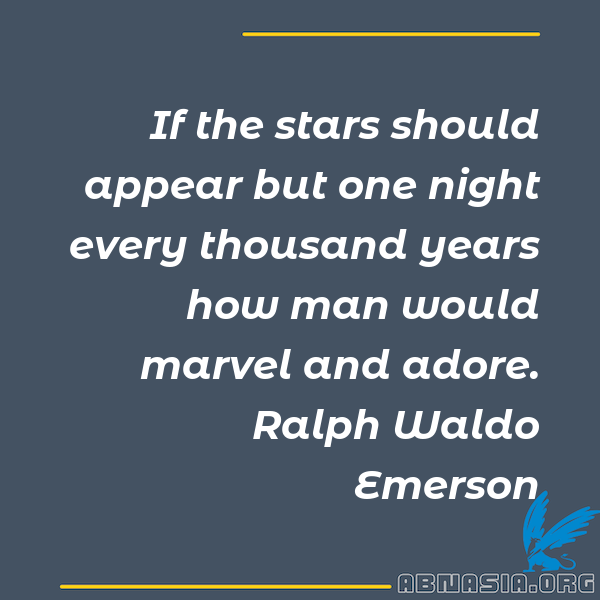 If the stars should
appear but one night
every thousand years
how man would
marvel and adore.
Ralph Waldo
Emerson
ABNASIA.ORG